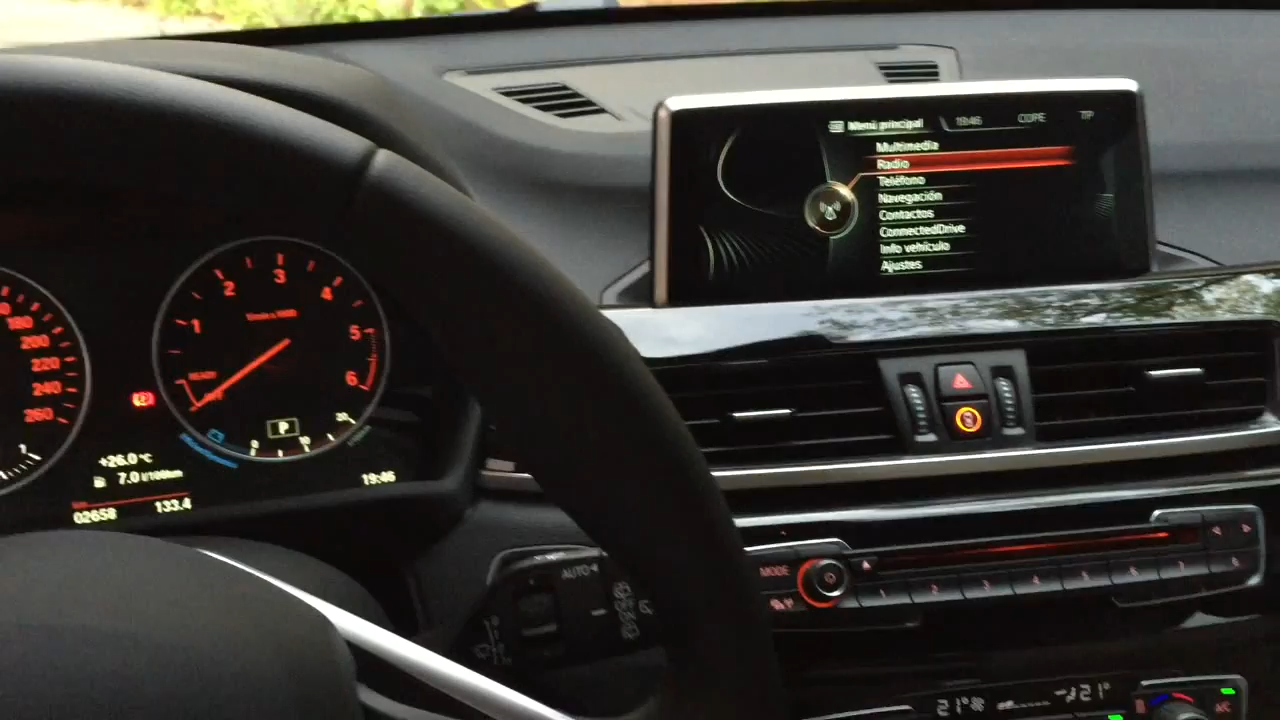 Menú principal 19:46 COPE TP
Multimedia
Radio
Teléfono
Navegación
Contactos
ConnectedDrive
Info vehículo
Ajustes
180
200
220
240
260
1 2 3 4 5 6
READY
P
+26.0 °C
7.0 l/100km
km
02658 133.4
19:46
AUTO
MODE
1 2 3 4 5 6 7 8
21° 21°
A/C